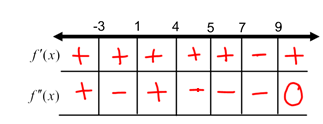 -3 1 4 5 7 9
f'(x) + + + + + - +
f"(x) + - + - - - 0